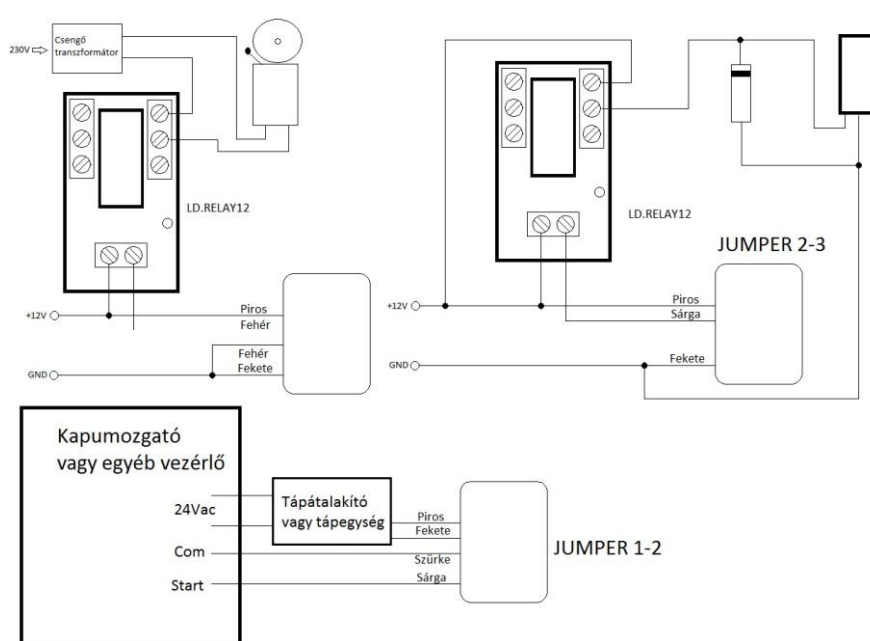 Csengő
transzformátor
230V
LD.RELAY12
+12V
Piros
Fehér
Fehér
Fekete
GND
LD.RELAY12
JUMPER 2-3
+12V
Piros
Sárga
GND
Fekete
Kapumozgató
vagy egyéb vezérlő
24Vac
Com
Start
Tápátalakító
vagy tápegység
Piros
Fekete
Szürke
Sárga
JUMPER 1-2